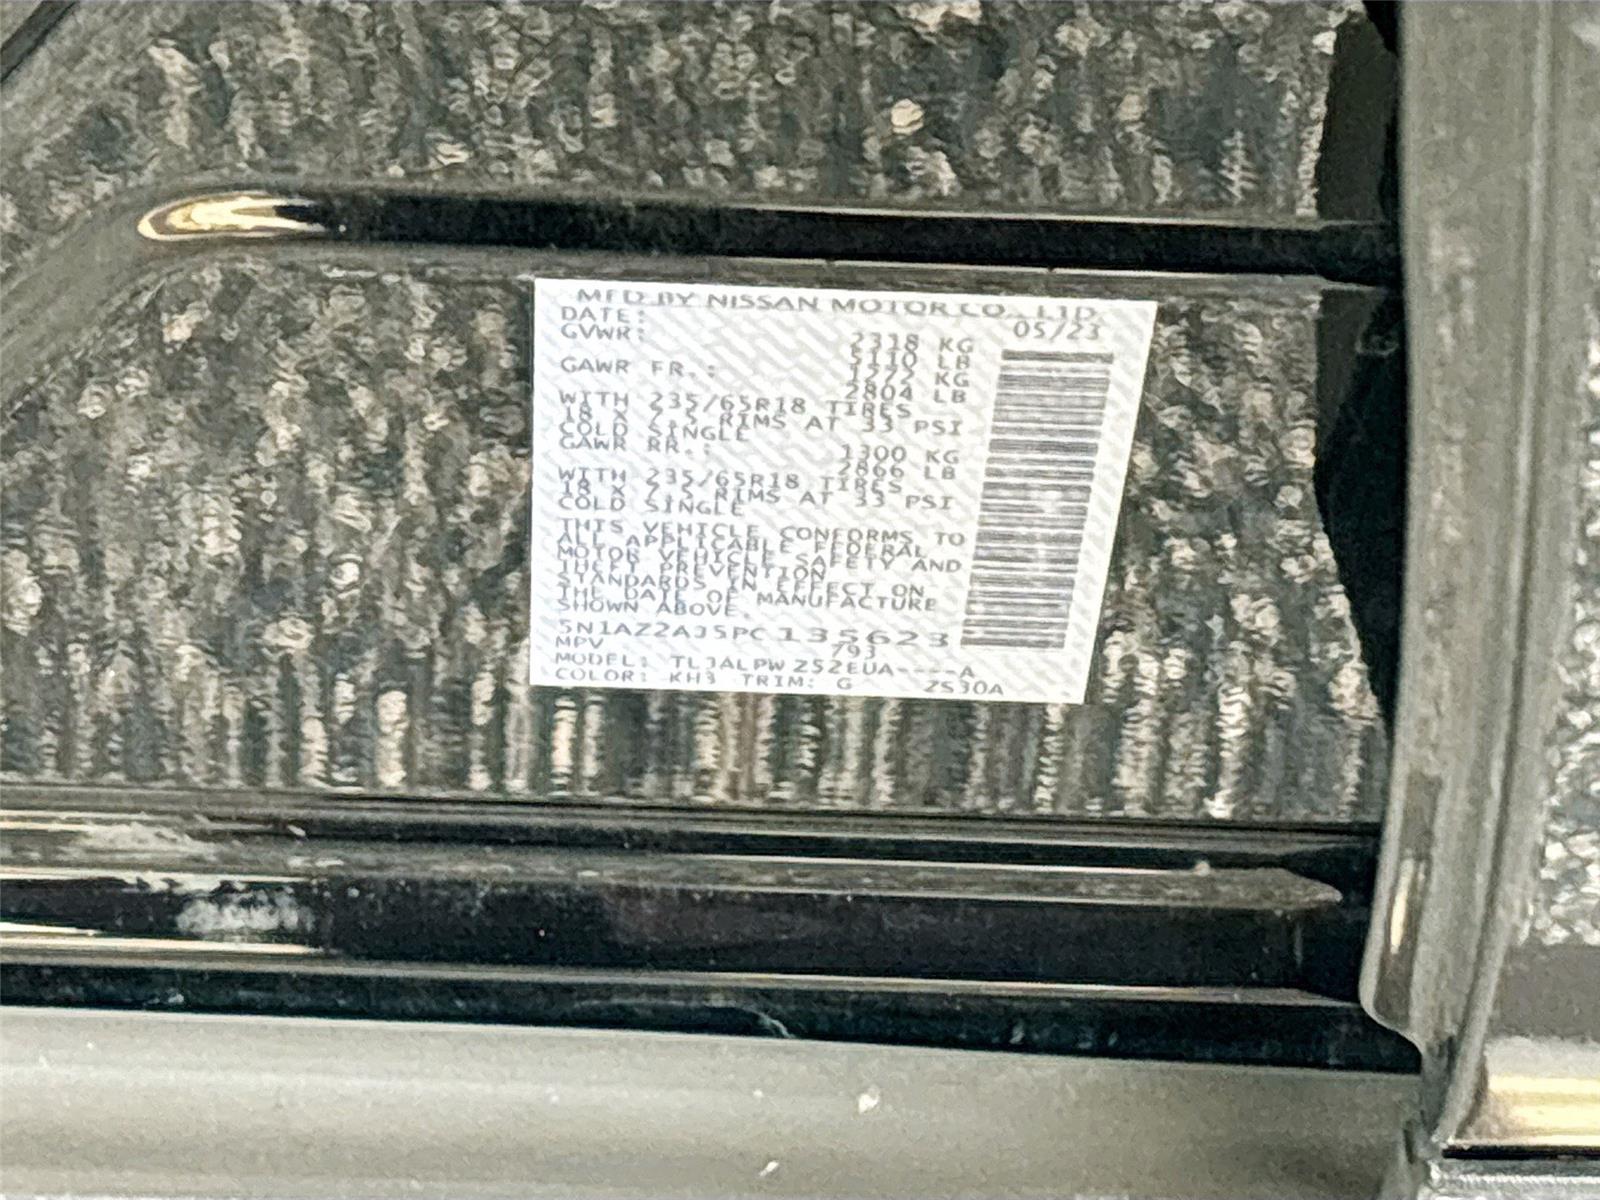 MFD BY NISSAN MOTOR CO., LTD.
DATE: 05/23
GVWR: 2318 KG
5110 LB
GAWR FR.: 1272 KG
2804 LB
WITH 235/65R18 TIRES
18 X 7.5 RIMS AT 33 PSI
COLD SINGLE
GAWR RR.: 1300 KG
2866 LB
WITH 235/65R18 TIRES
18 X 7.5 RIMS AT 33 PSI
COLD SINGLE
THIS VEHICLE CONFORMS TO
ALL APPLICABLE FEDERAL
MOTOR VEHICLE SAFETY AND
THEFT PREVENTION
STANDARDS IN EFFECT ON
THE DATE OF MANUFACTURE
SHOWN ABOVE.
5N1AZ2AJ5PC135623
MPV 793
MODEL: TLJALPW Z52EUA----A
COLOR: KH3 TRIM: G ZS30A